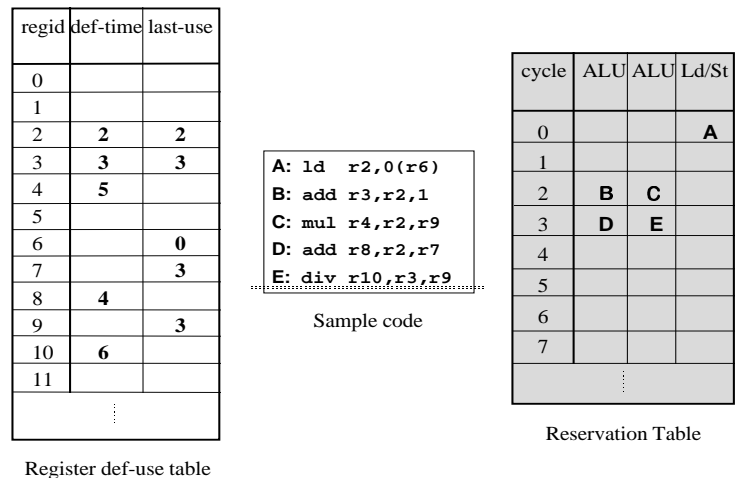 regid def-time last-use
0
1
2 2 2
3 3 3
4 5
5
6 0
7 3
8 4
9 3
10 6
11
Register def-use table
A: ld r2,0(r6)
B: add r3,r2,1
C: mul r4,r2,r9
D: add r8,r2,r7
E: div r10,r3,r9
Sample code
cycle ALU ALU Ld/St
0 A
1
2 B C
3 D E
4
5
6
7
Reservation Table